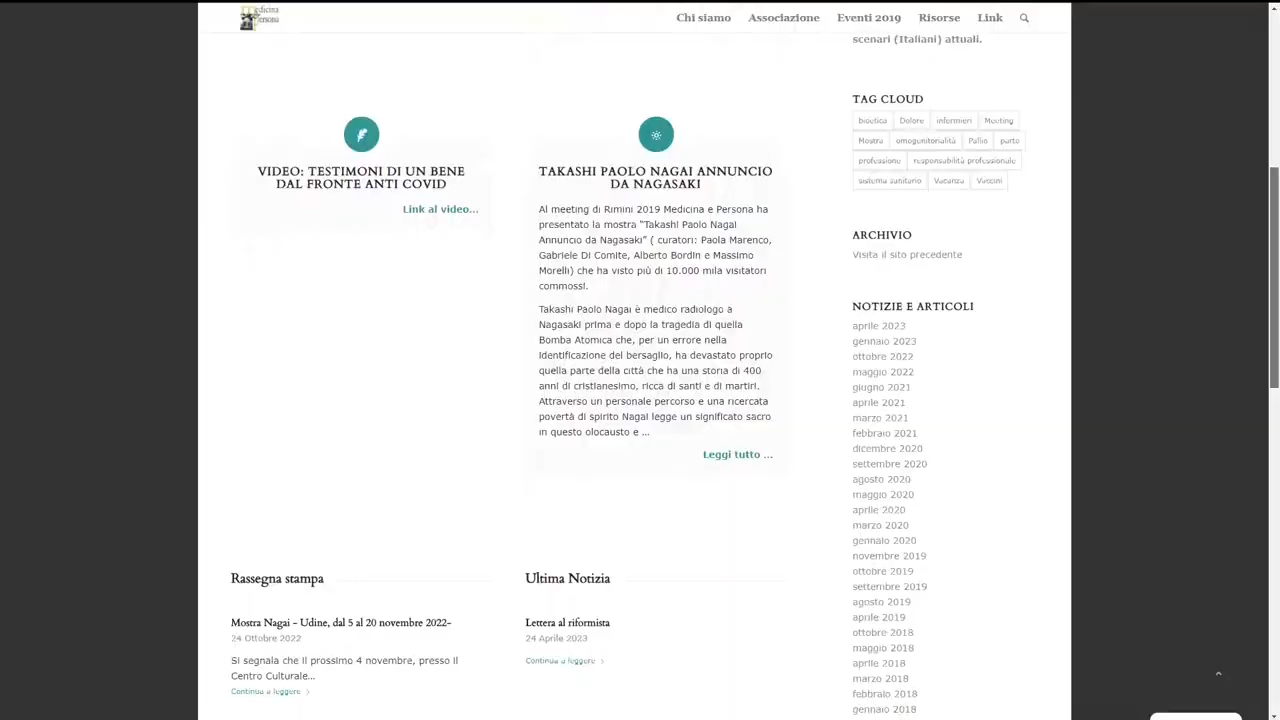 Medicina
Persona
Chi siamo Associazione Eventi 2019 Risorse Link
scenari (Italiani) attuali.
TAG CLOUD
bioetica Dolore infermieri Meeting
Mostra omogenitorialità Pallio parto
professione responsabilità professionale
sistema sanitario Vacanza Vaccini
VIDEO: TESTIMONI DI UN BENE
DAL FRONTE ANTI COVID
Link al video...
TAKASHI PAOLO NAGAI ANNUNCIO
DA NAGASAKI
Al meeting di Rimini 2019 Medicina e Persona ha
presentato la mostra “Takashi Paolo Nagai
Annuncio da Nagasaki” ( curatori: Paola Marenco,
Gabriele Di Comite, Alberto Bordin e Massimo
Morelli) che ha visto più di 10.000 mila visitatori
commossi.
Takashi Paolo Nagai è medico radiologo a
Nagasaki prima e dopo la tragedia di quella
Bomba Atomica che, per un errore nella
identificazione del bersaglio, ha devastato proprio
quella parte della città che ha una storia di 400
anni di cristianesimo, ricca di santi e di martiri.
Attraverso un personale percorso e una ricercata
povertà di spirito Nagai legge un significato sacro
in questo olocausto e ...
Leggi tutto ...
ARCHIVIO
Visita il sito precedente
NOTIZIE E ARTICOLI
aprile 2023
gennaio 2023
ottobre 2022
maggio 2022
giugno 2021
aprile 2021
marzo 2021
febbraio 2021
dicembre 2020
settembre 2020
agosto 2020
maggio 2020
aprile 2020
marzo 2020
gennaio 2020
novembre 2019
ottobre 2019
settembre 2019
agosto 2019
aprile 2019
ottobre 2018
maggio 2018
aprile 2018
marzo 2018
febbraio 2018
gennaio 2018
Rassegna stampa
Mostra Nagai - Udine, dal 5 al 20 novembre 2022-
24 Ottobre 2022
Si segnala che il prossimo 4 novembre, presso il
Centro Culturale...
Continua a leggere
Ultima Notizia
Lettera al riformista
24 Aprile 2023
Continua a leggere